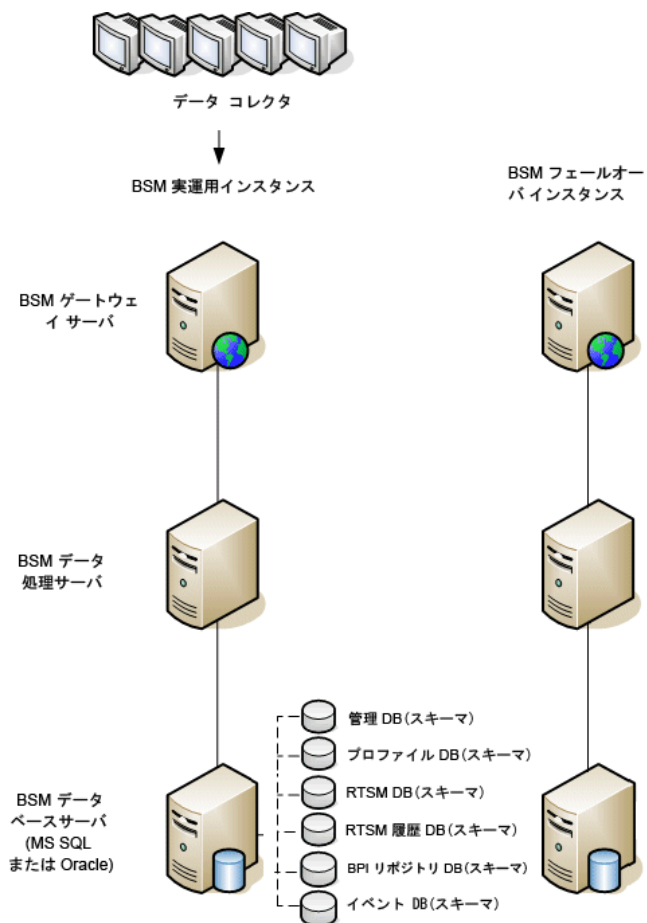 データ コレクタ
BSM 実運用インスタンス
BSM フェールオー
バ インスタンス
BSM ゲートウェ
イ サーバ
BSM データ
処理サーバ
BSM データ
ベースサーバ
(MS SQL
または Oracle)
管理 DB(スキーマ)
プロファイル DB(スキーマ)
RTSM DB(スキーマ)
RTSM 履歴 DB(スキーマ)
BPI リポジトリ DB(スキーマ)
イベント DB(スキーマ)